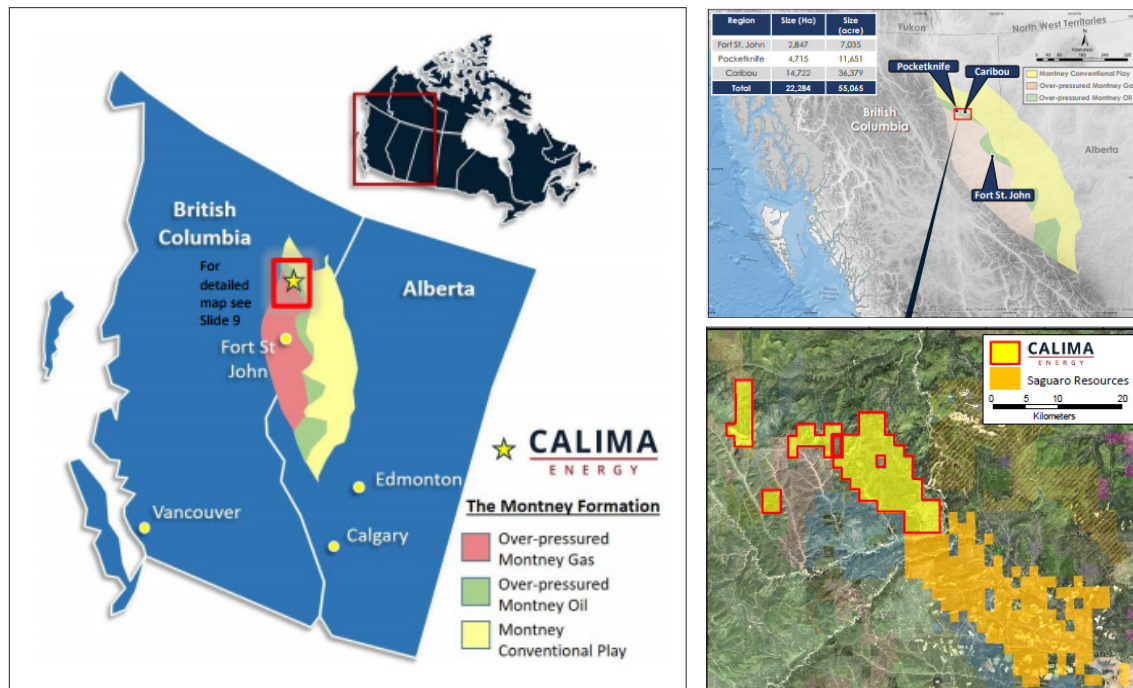 British
Columbia
For
detailed
map see
Slide 9
Alberta
Fort St
John
CALIMA
ENERGY
Edmonton
Vancouver
Calgary
The Montney Formation
Over-pressured
Montney Gas
Over-pressured
Montney Oil
Montney
Conventional Play
Region Size (Ha) Size (acre)
Fort St. John 2,847 7,035
Pocketknife 4,715 11,651
Caribou 14,722 36,379
Total 22,284 55,065
Yukon
North West Territories
N
Kilometers
Pocketknife
Caribou
Montney Conventional Play
Over-pressured Montney Gas
Over-pressured Montney Oil
British
Columbia
Alberta
Fort St. John
CALIMA
ENERGY
Saguaro Resources
0 5 10 20
Kilometers